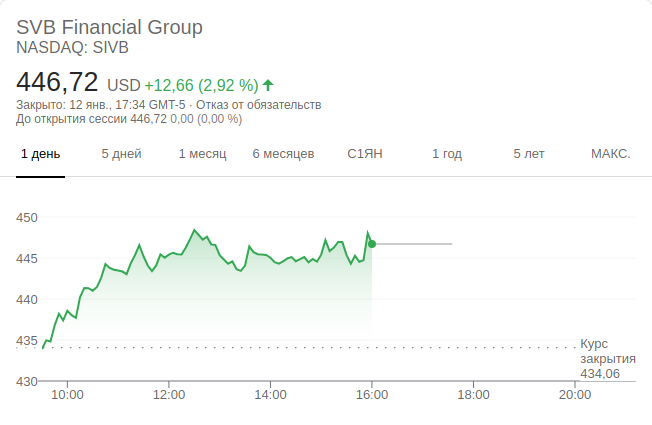 SVB Financial Group
NASDAQ: SIVB
446,72 USD +12,66 (2,92 %)
Закрыто: 12 янв., 17:34 GMT-5 · Отказ от обязательств
До открытия сессии 446,72 0,00 (0,00 %)
1 день 5 дней 1 месяц 6 месяцев С1ЯН 1 год 5 лет МАКС.
450
445
440
435
Курс
закрытия
434,06
430
10:00 12:00 14:00 16:00 18:00 20:00